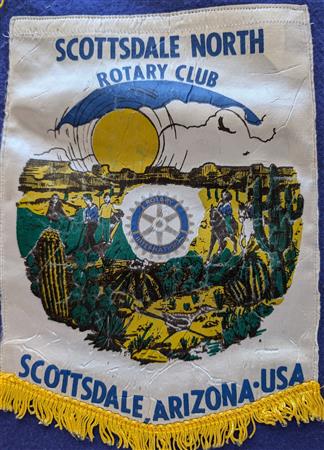 SCOTTSDALE NORTH
ROTARY CLUB
ROTARY
INTERNATIONAL
SCOTTSDALE, ARIZONA-USA